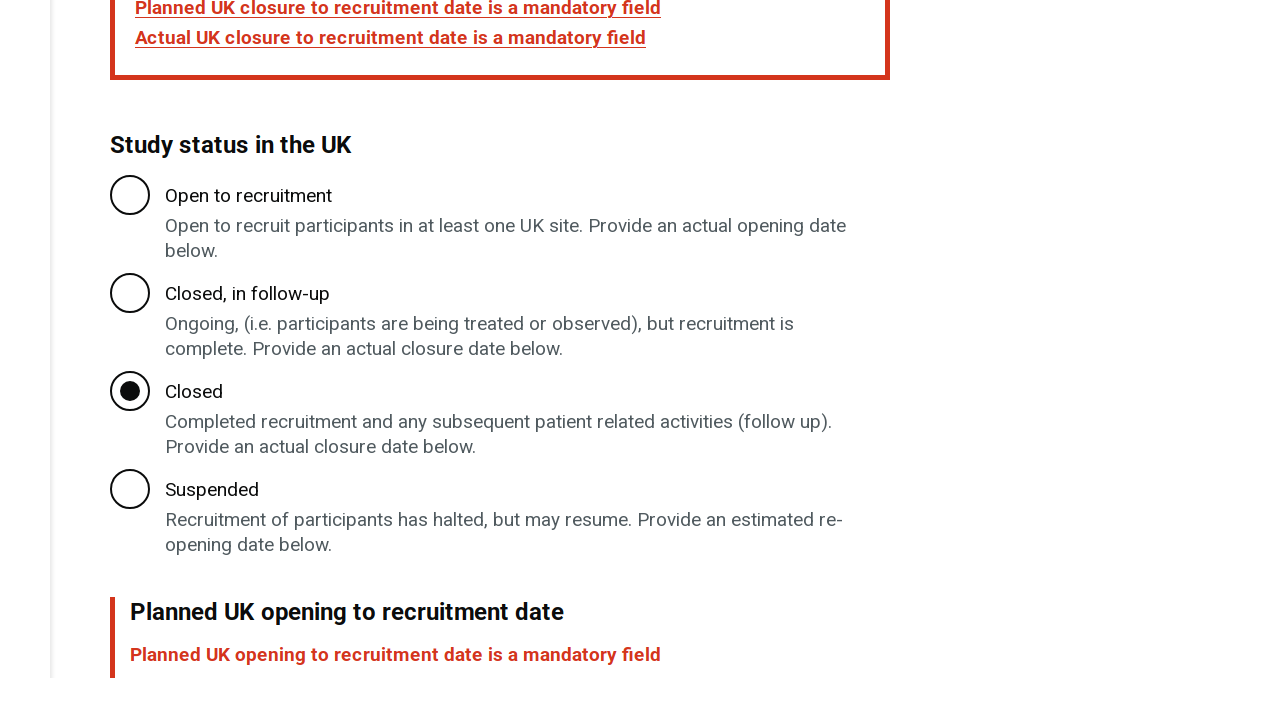 Planned UK closure to recruitment date is a mandatory field
Actual UK closure to recruitment date is a mandatory field
Study status in the UK
Open to recruitment
Open to recruit participants in at least one UK site. Provide an actual opening date
below.
Closed, in follow-up
Ongoing, (i.e. participants are being treated or observed), but recruitment is
complete. Provide an actual closure date below.
Closed
Completed recruitment and any subsequent patient related activities (follow up).
Provide an actual closure date below.
Suspended
Recruitment of participants has halted, but may resume. Provide an estimated re-
opening date below.
Planned UK opening to recruitment date
Planned UK opening to recruitment date is a mandatory field